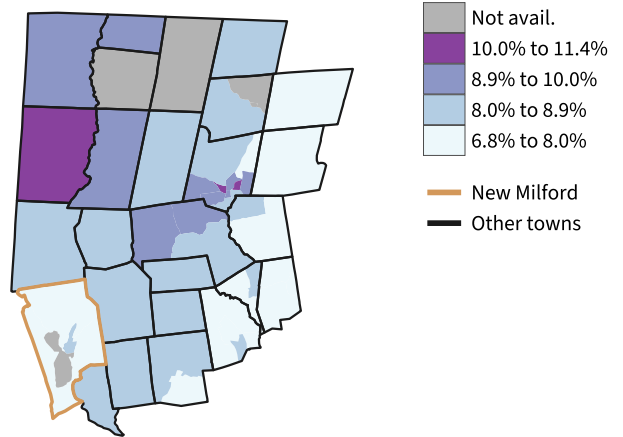 Not avail.
10.0% to 11.4%
8.9% to 10.0%
8.0% to 8.9%
6.8% to 8.0%
New Milford
Other towns